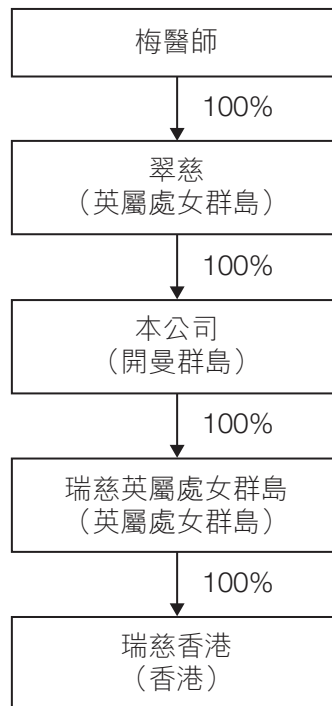 梅醫師
100%
翠慈
（英屬處女群島）
100%
本公司
（開曼群島）
100%
瑞慈英屬處女群島
（英屬處女群島）
100%
瑞慈香港
（香港）